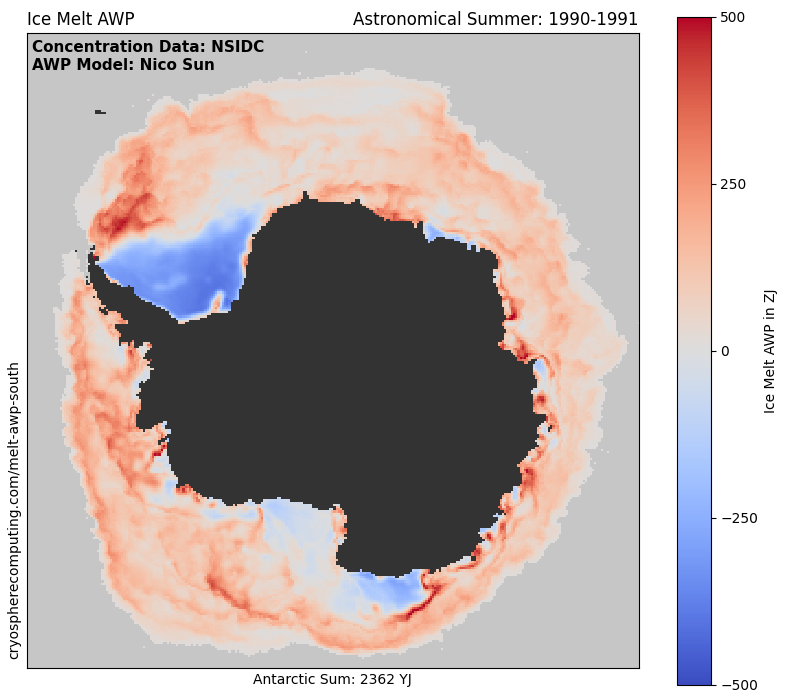 Ice Melt AWP
Astronomical Summer: 1990-1991
Concentration Data: NSIDC
AWP Model: Nico Sun
500
250
0
−250
−500
Ice Melt AWP in ZJ
cryospherecomputing.com/melt-awp-south
Antarctic Sum: 2362 YJ